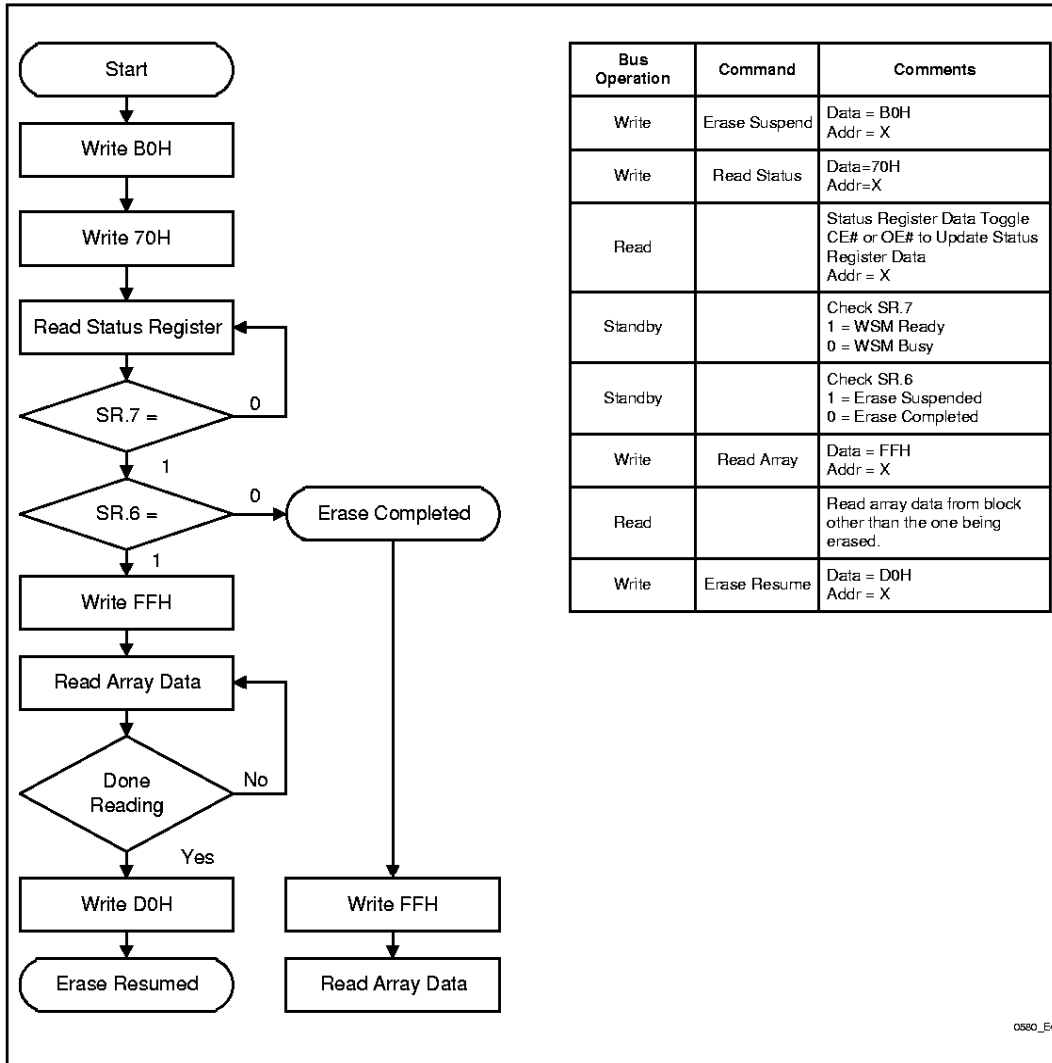 Start
Write B0H
Write 70H
Read Status Register
SR.7 =
0
1
SR.6 =
0
Erase Completed
1
Write FFH
Read Array Data
Done
Reading
No
Yes
Write D0H
Write FFH
Erase Resumed
Read Array Data
Bus
Operation
Command
Comments
Write
Erase Suspend
Data = B0H
Addr = X
Write
Read Status
Data=70H
Addr=X
Read
Status Register Data Toggle
CE# or OE# to Update Status
Register Data
Addr = X
Standby
Check SR.7
1 = WSM Ready
0 = WSM Busy
Standby
Check SR.6
1 = Erase Suspended
0 = Erase Completed
Write
Read Array
Data = FFH
Addr = X
Read
Read array data from block
other than the one being
erased.
Write
Erase Resume
Data = D0H
Addr = X